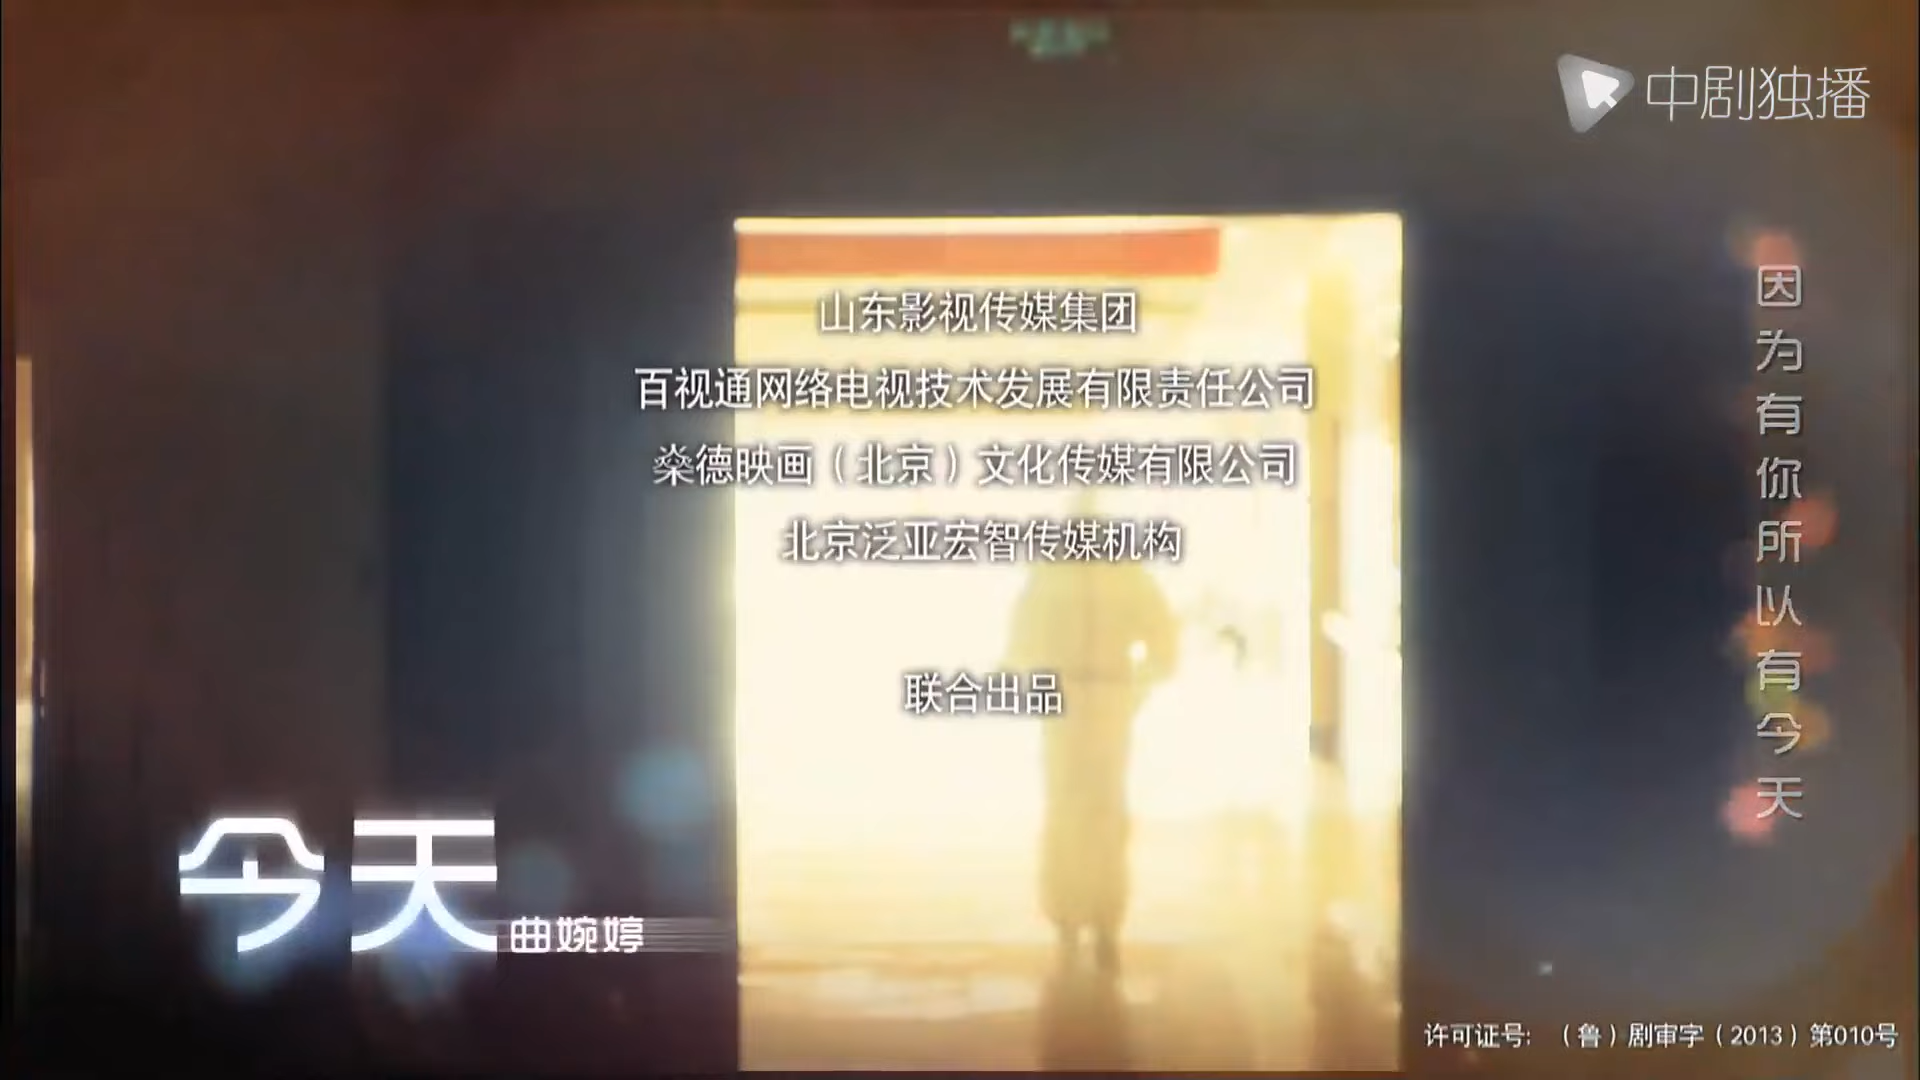 中剧独播
山东影视传媒集团
百视通网络电视技术发展有限责任公司
燊德映画（北京）文化传媒有限公司
北京泛亚宏智传媒机构
联合出品
因为有你所以有今天
今天
曲婉婷
许可证号：（鲁）剧审字（2013）第010号